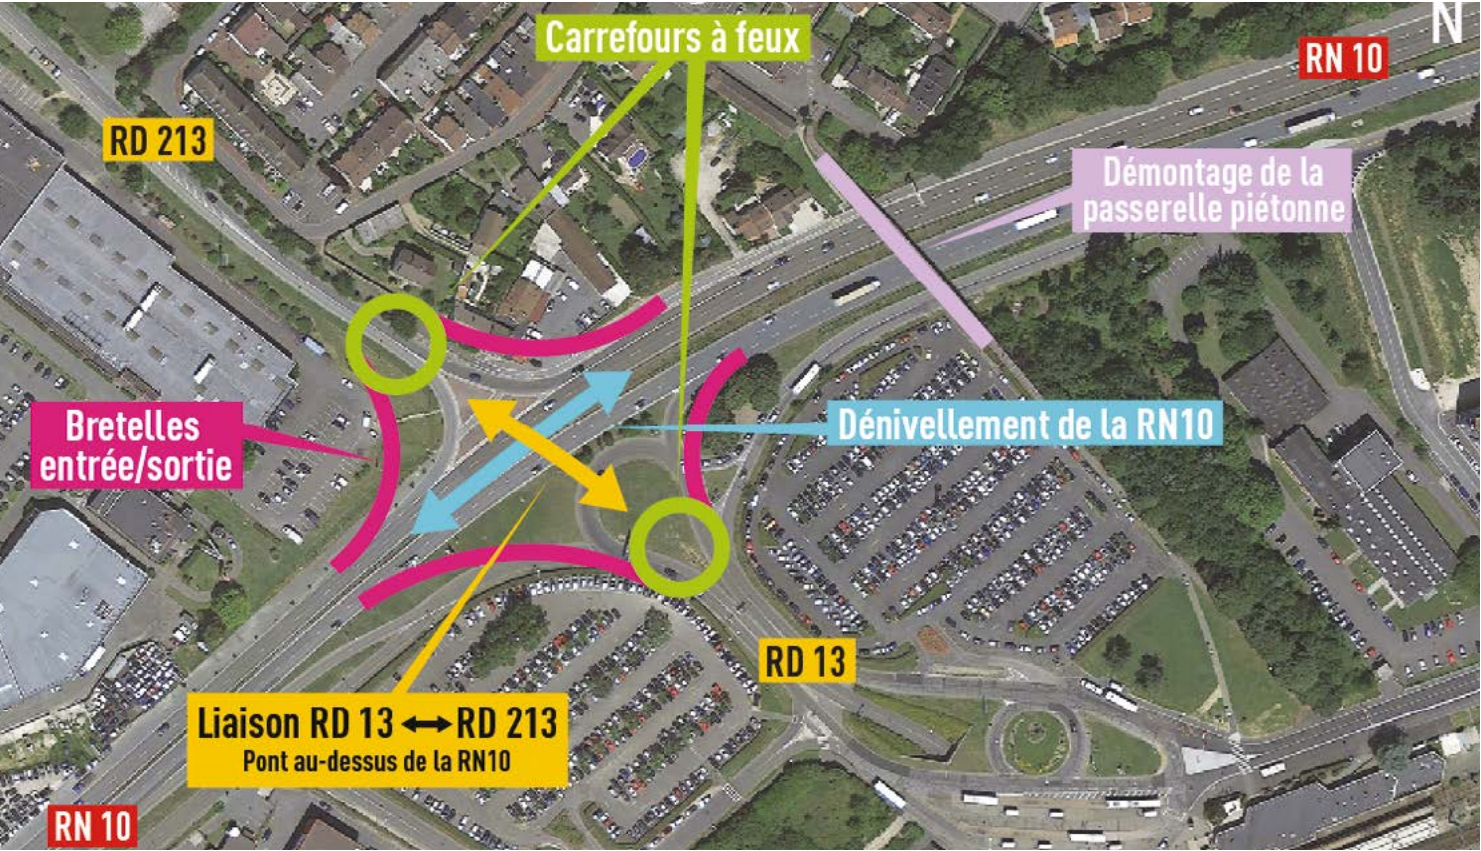 Carrefours à feux
N
RN 10
RD 213
Démontage de la
passerelle piétonne
Bretelles
entrée/sortie
Dénivellement de la RN10
RD 13
Liaison RD 13 ↔ RD 213
Pont au-dessus de la RN10
RN 10